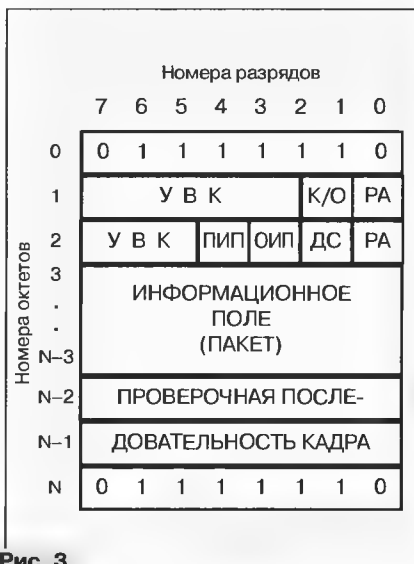 Номера разрядов
7 6 5 4 3 2 1 0
0 0 1 1 1 1 1 1 0
1 У В К К/О РА
2 У В К ПИП ОИП ДС РА
3
.
.
N–3
ИНФОРМАЦИОННОЕ
ПОЛЕ
(ПАКЕТ)
N–2 ПРОВЕРОЧНАЯ ПОСЛЕ-
N–1 ДОВАТЕЛЬНОСТЬ КАДРА
N 0 1 1 1 1 1 1 0
Номера октетов
Рис. 3